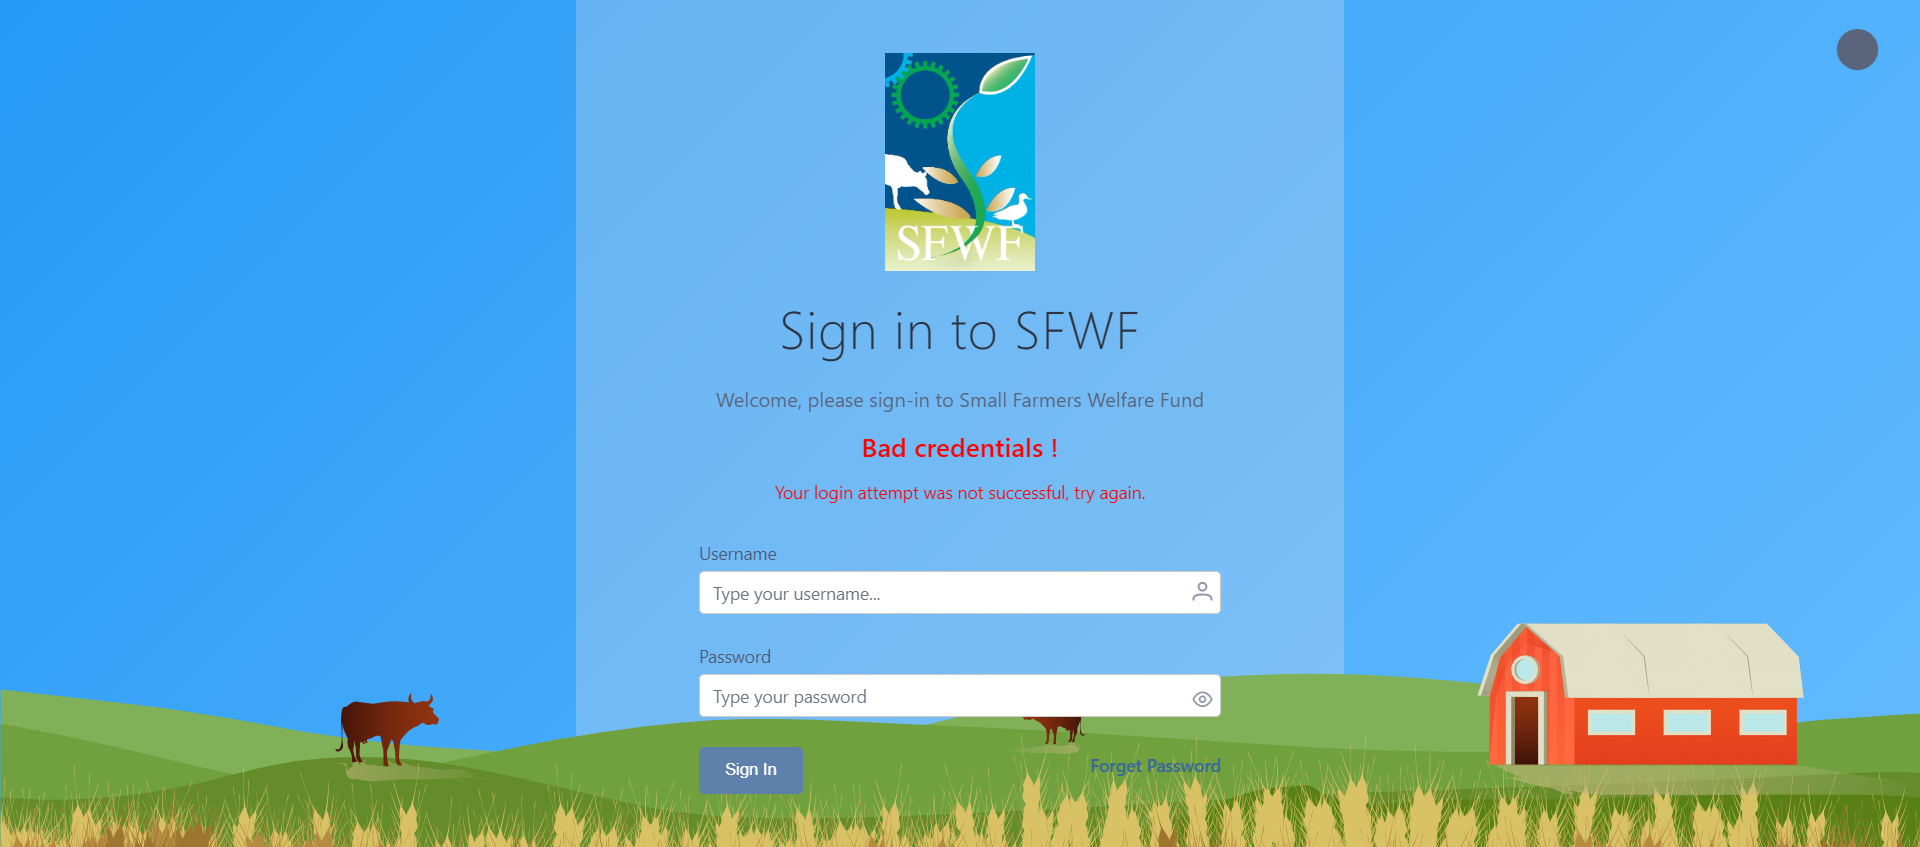 SFWF
Sign in to SFWF
Welcome, please sign-in to Small Farmers Welfare Fund
Bad credentials !
Your login attempt was not successful, try again.
Username
Type your username...
Password
Type your password
Sign In
Forget Password